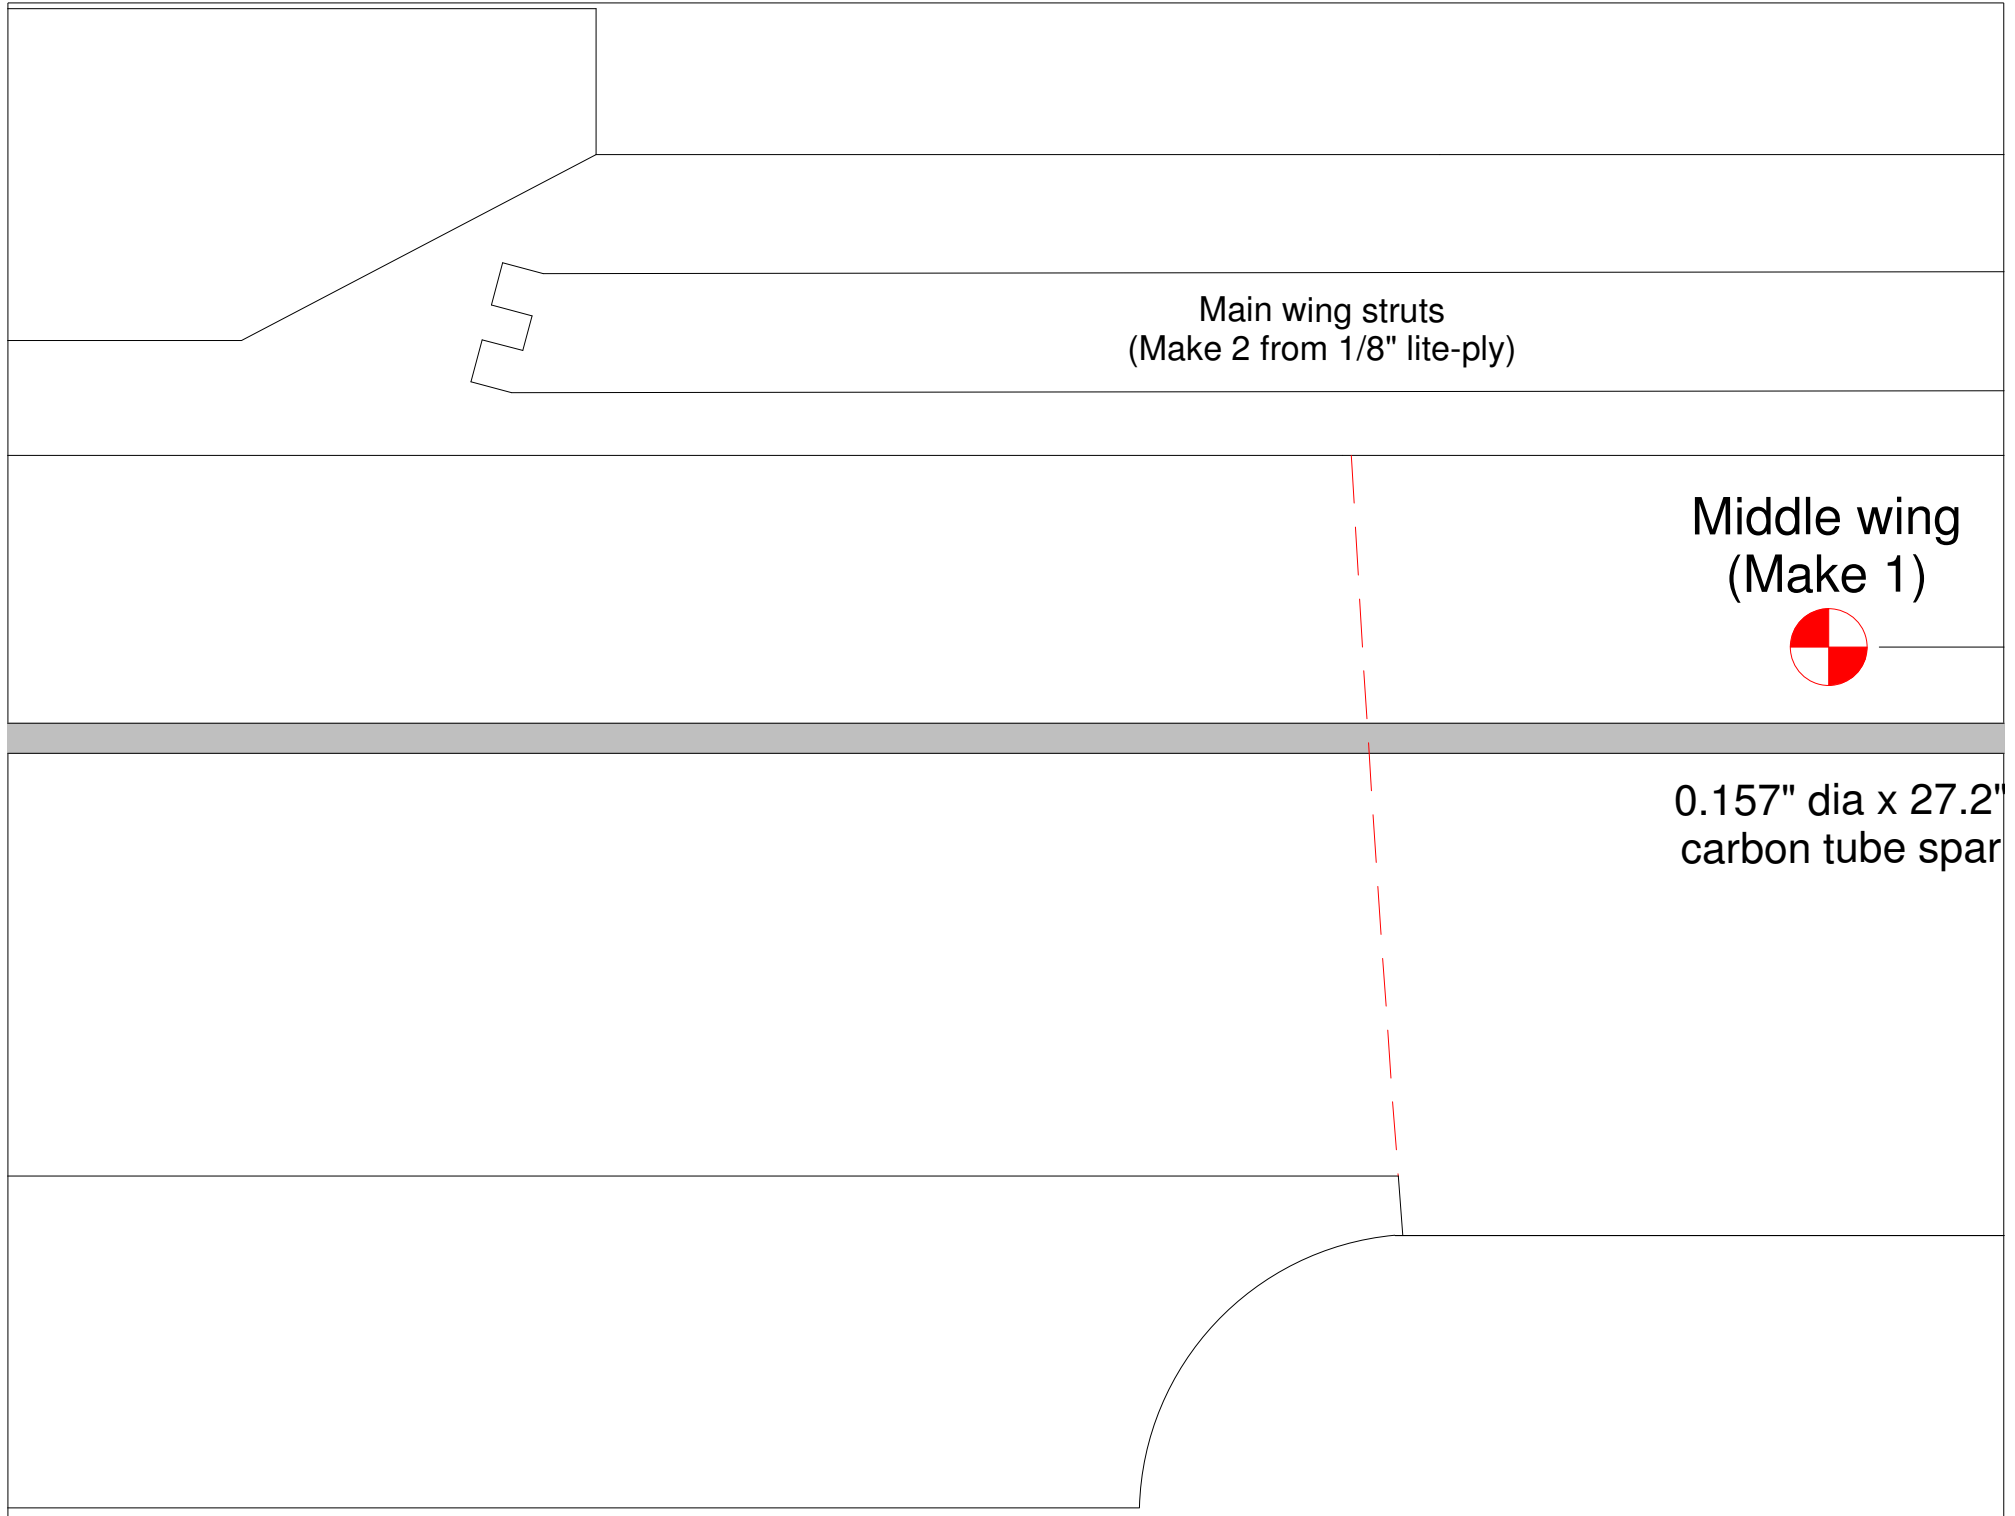 Main wing struts
(Make 2 from 1/8" lite-ply)
Middle wing
(Make 1)
0.157" dia x 27.2"
carbon tube spar